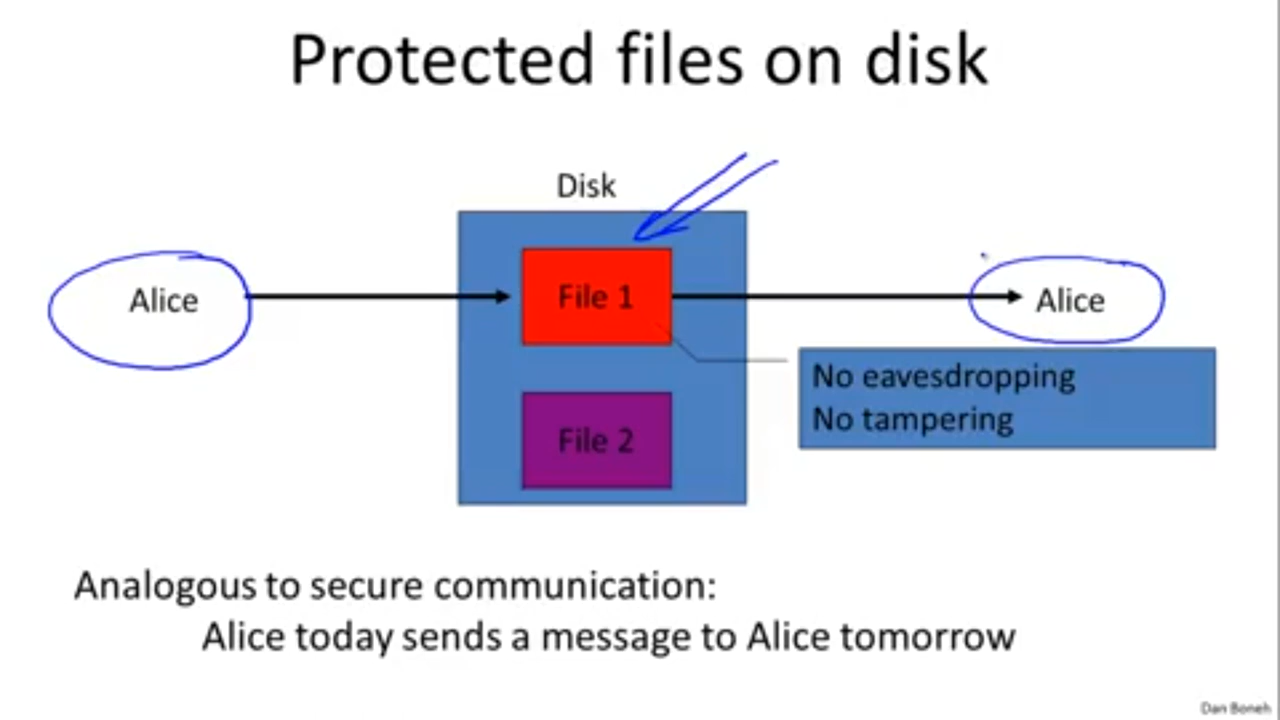 Protected files on disk
Disk
Alice
File 1
Alice
No eavesdropping
No tampering
File 2
Analogous to secure communication:
Alice today sends a message to Alice tomorrow
Dan Boneh